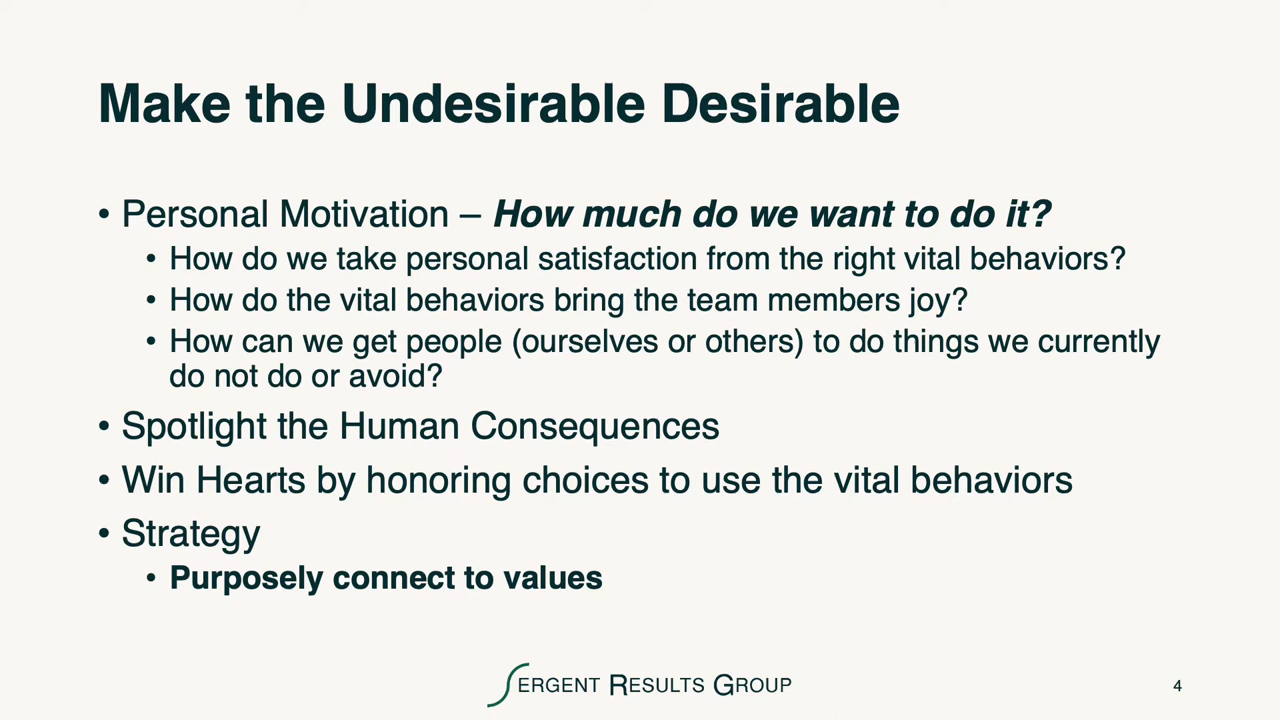 Make the Undesirable Desirable
• Personal Motivation – How much do we want to do it?
• How do we take personal satisfaction from the right vital behaviors?
• How do the vital behaviors bring the team members joy?
• How can we get people (ourselves or others) to do things we currently
do not do or avoid?
• Spotlight the Human Consequences
• Win Hearts by honoring choices to use the vital behaviors
• Strategy
• Purposely connect to values
SERGENT RESULTS GROUP
4